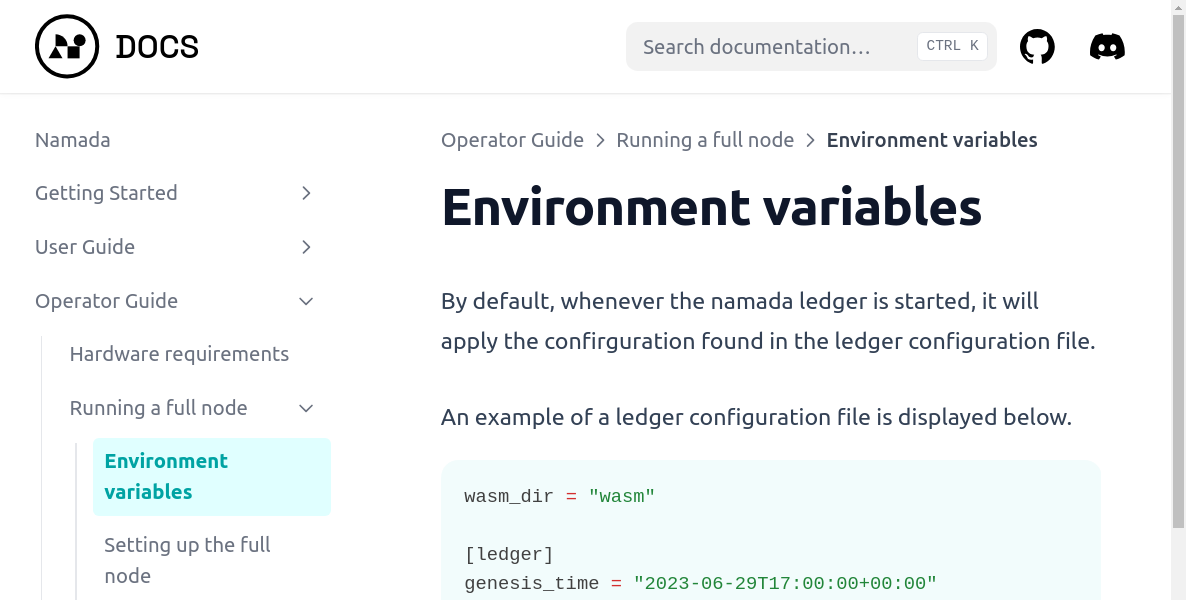 DOCS
Search documentation…
CTRL K
Namada
Getting Started
User Guide
Operator Guide
Hardware requirements
Running a full node
Environment
variables
Setting up the full
node
Operator Guide > Running a full node > Environment variables
Environment variables
By default, whenever the namada ledger is started, it will
apply the confirguration found in the ledger configuration file.
An example of a ledger configuration file is displayed below.
wasm_dir = "wasm"
[ledger]
genesis_time = "2023-06-29T17:00:00+00:00"